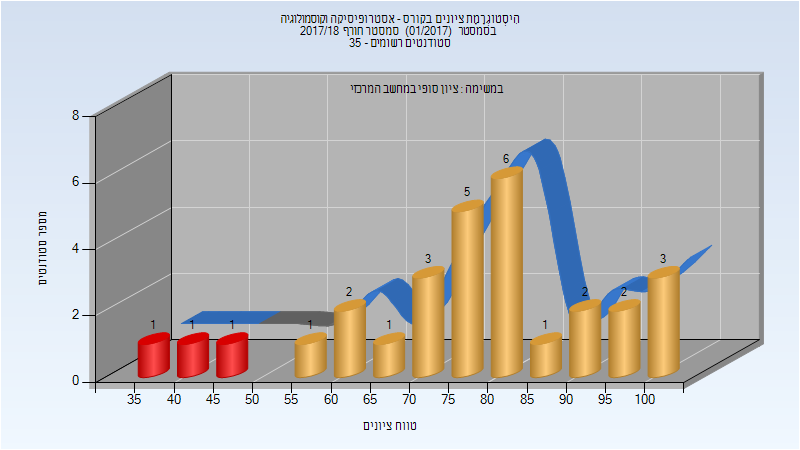 היסטוגרמת ציונים בקורס - אסטרופיסיקה וקוסמולוגיה
בסמסטר (01/2017) סמסטר חורף 2017/18
סטודנטים רשומים - 35
במשימה : ציון סופי במחשב המרכזי
מספר סטודנטים
8
6
4
2
0
1 1 1 1 2 1 3 5 6 1 2 2 3
35 40 45 50 55 60 65 70 75 80 85 90 95 100
טווח ציונים